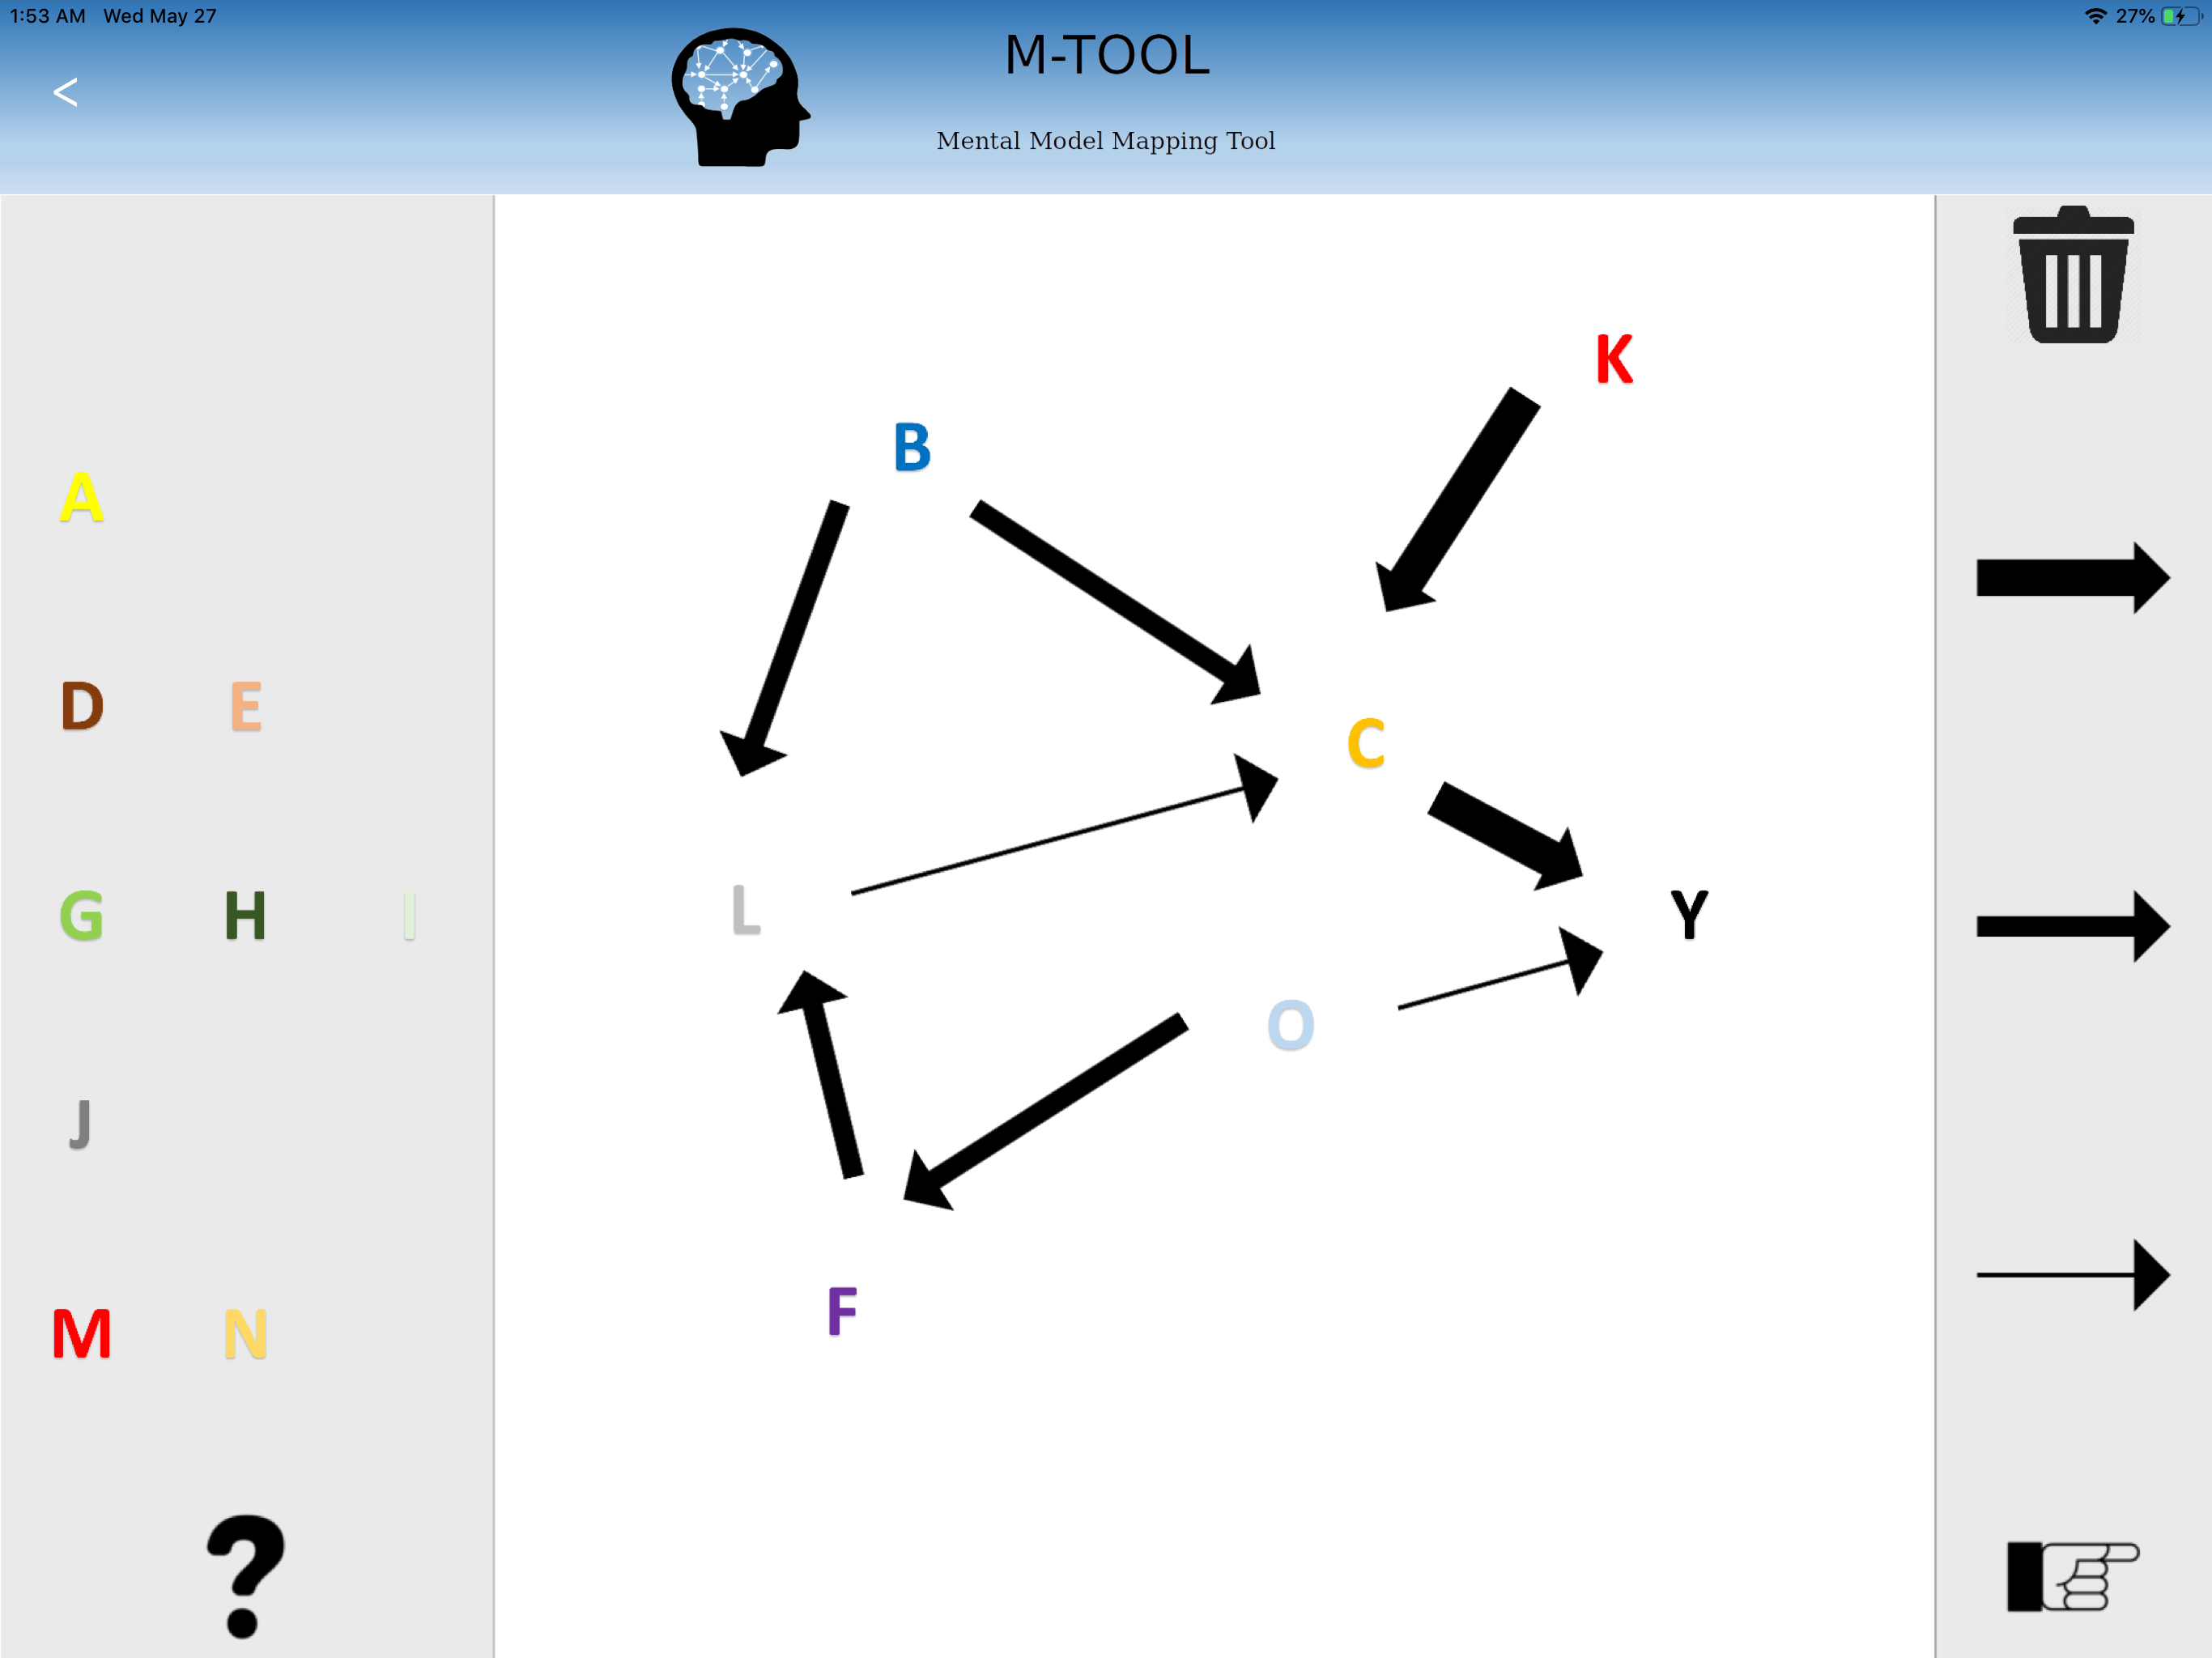 1:53 AM Wed May 27
27%
<
M-TOOL
Mental Model Mapping Tool
K
B
A
D E
C
G H I
L
Y
O
J
F
M N
?